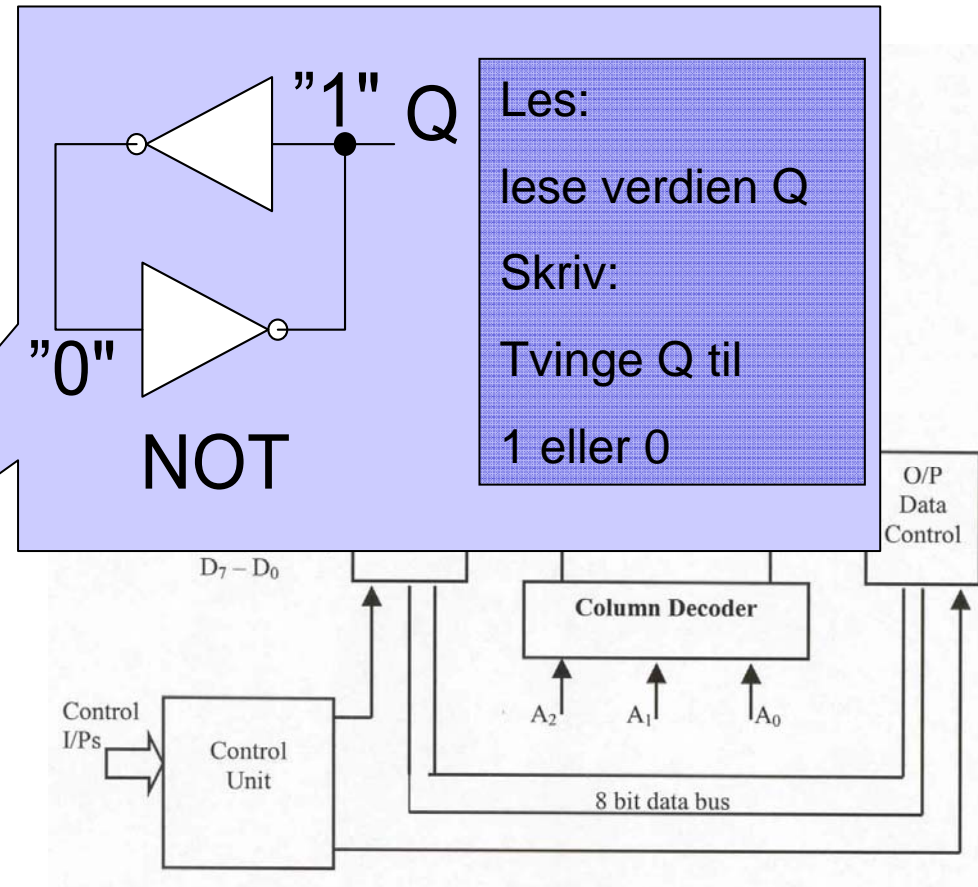 ”1" Q
”0"
NOT
Les:
lese verdien Q
Skriv:
Tvinge Q til
1 eller 0
O/P
Data
Control
D₇ – D₀
Column Decoder
A₂ A₁ A₀
Control
I/Ps
Control
Unit
8 bit data bus